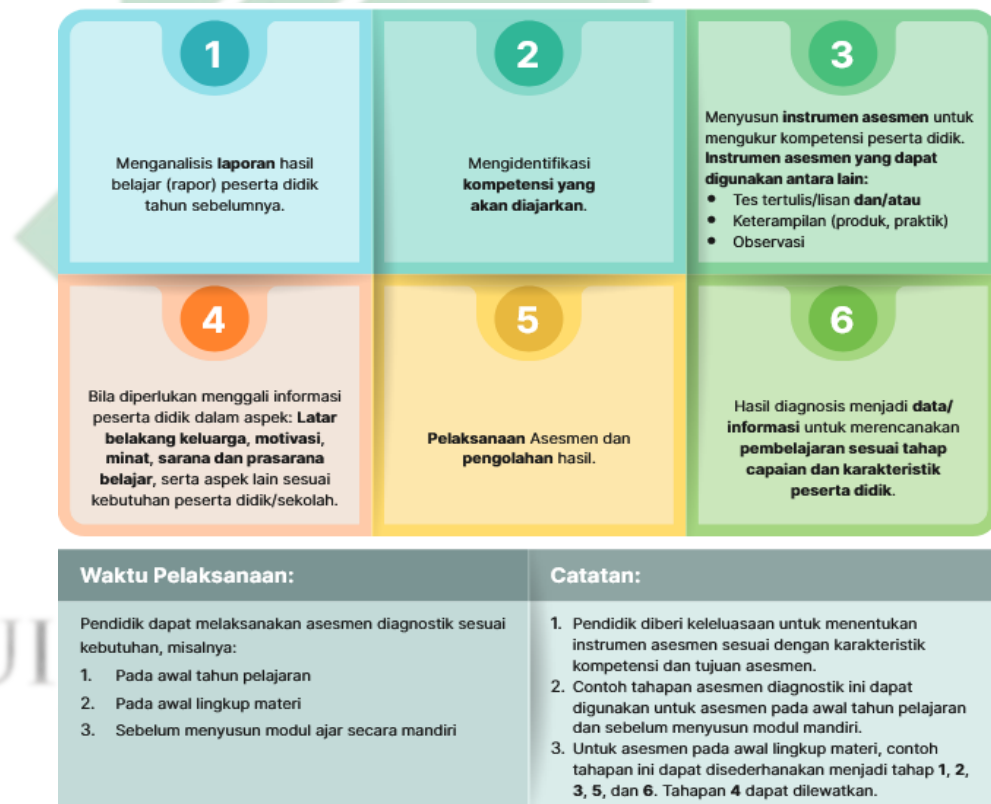 1
Menganalisis laporan hasil
belajar (rapor) peserta didik
tahun sebelumnya.
2
Mengidentifikasi
kompetensi yang
akan diajarkan.
3
Menyusun instrumen asesmen untuk
mengukur kompetensi peserta didik.
Instrumen asesmen yang dapat
digunakan antara lain:
• Tes tertulis/lisan dan/atau
• Keterampilan (produk, praktik)
• Observasi
4
Bila diperlukan menggali informasi
peserta didik dalam aspek: Latar
belakang keluarga, motivasi,
minat, sarana dan prasarana
belajar, serta aspek lain sesuai
kebutuhan peserta didik/sekolah.
5
Pelaksanaan Asesmen dan
pengolahan hasil.
6
Hasil diagnosis menjadi data/
informasi untuk merencanakan
pembelajaran sesuai tahap
capaian dan karakteristik
peserta didik.
Waktu Pelaksanaan:
Pendidik dapat melaksanakan asesmen diagnostik sesuai
kebutuhan, misalnya:
1. Pada awal tahun pelajaran
2. Pada awal lingkup materi
3. Sebelum menyusun modul ajar secara mandiri
Catatan:
1. Pendidik diberi keleluasaan untuk menentukan
instrumen asesmen sesuai dengan karakteristik
kompetensi dan tujuan asesmen.
2. Contoh tahapan asesmen diagnostik ini dapat
digunakan untuk asesmen pada awal tahun pelajaran
dan sebelum menyusun modul mandiri.
3. Untuk asesmen pada awal lingkup materi, contoh
tahapan ini dapat disederhanakan menjadi tahap 1, 2,
3, 5, dan 6. Tahapan 4 dapat dilewatkan.